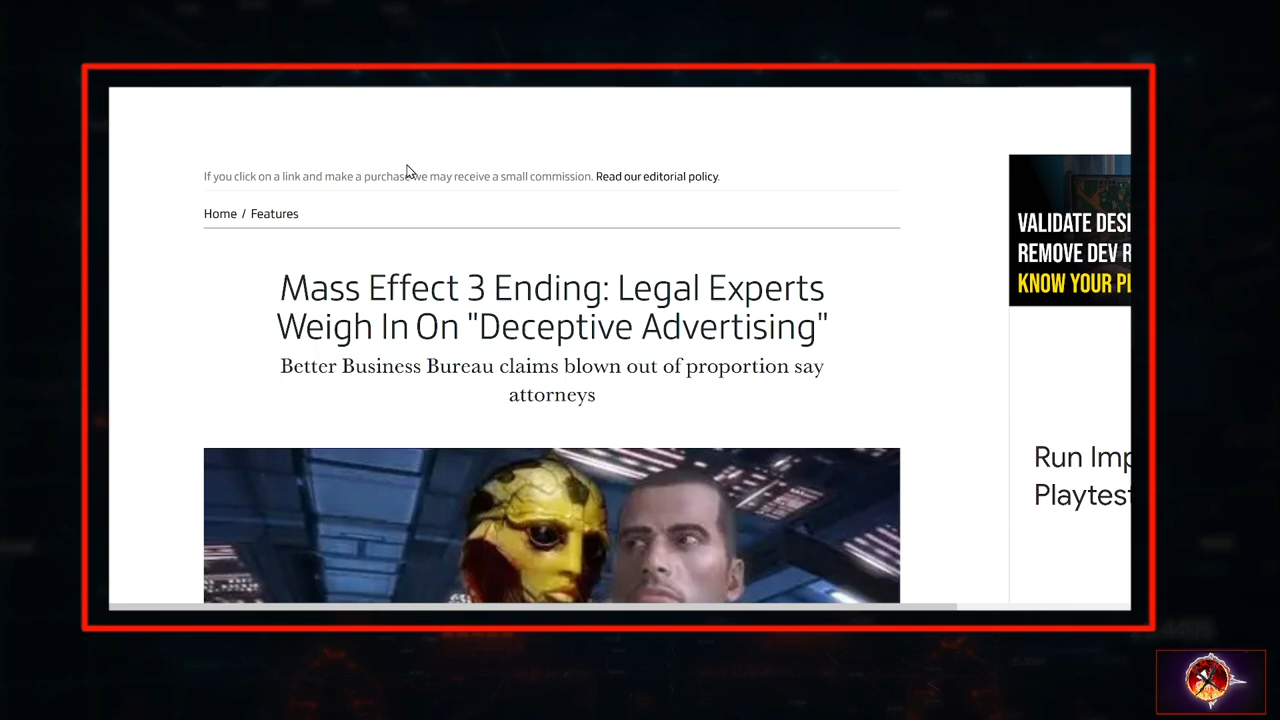 If you click on a link and make a purchase we may receive a small commission. Read our editorial policy.
Home / Features
Mass Effect 3 Ending: Legal Experts
Weigh In On "Deceptive Advertising"
Better Business Bureau claims blown out of proportion say
attorneys
VALIDATE DESI
REMOVE DEV R
KNOW YOUR PL
Run Imp
Playtest